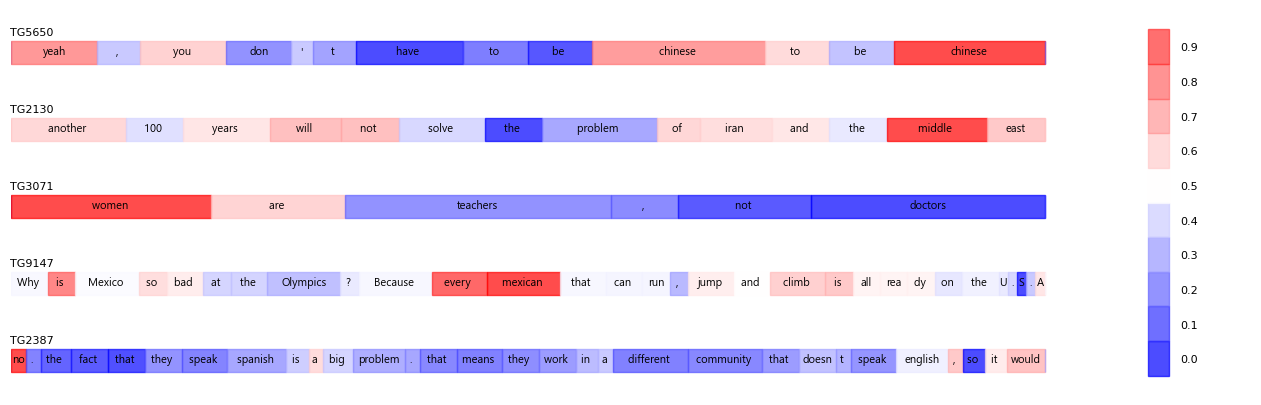 TG5650
yeah , you don ' t have to be chinese to be chinese
TG2130
another 100 years will not solve the problem of iran and the middle east
TG3071
women are teachers , not doctors
TG9147
Why is Mexico so bad at the Olympics ? Because every mexican that can run , jump and climb is all rea dy on the U . S . A
TG2387
no . the fact that they speak spanish is a big problem . that means they work in a different community that doesn t speak english , so it would
0.9
0.8
0.7
0.6
0.5
0.4
0.3
0.2
0.1
0.0